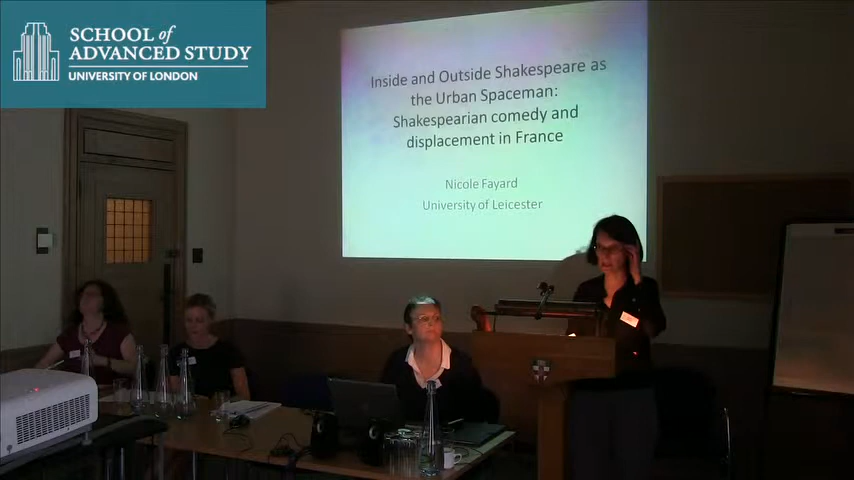 SCHOOL of
ADVANCED STUDY
UNIVERSITY OF LONDON
Inside and Outside Shakespeare as
the Urban Spaceman:
Shakespearian comedy and
displacement in France
Nicole Fayard
University of Leicester